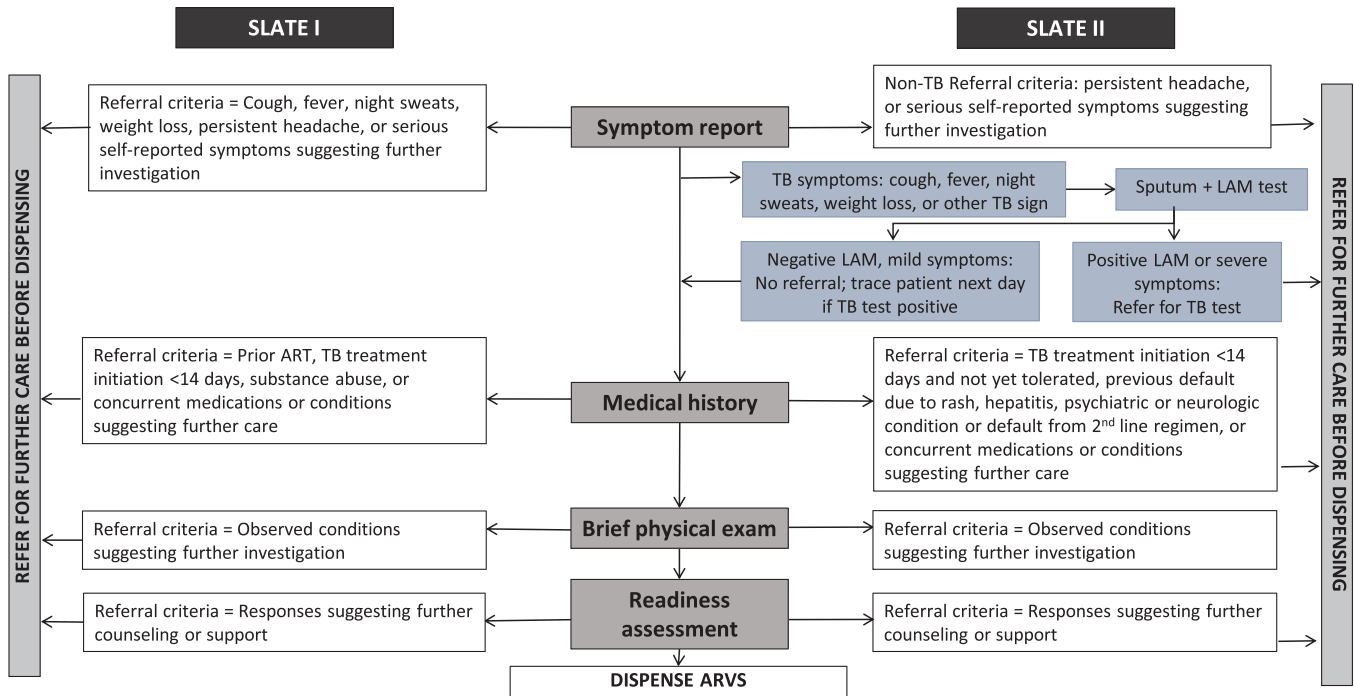 SLATE I
SLATE II
REFER FOR FURTHER CARE BEFORE DISPENSING
Referral criteria = Cough, fever, night sweats,
weight loss, persistent headache, or serious
self-reported symptoms suggesting further
investigation
Symptom report
Non-TB Referral criteria: persistent headache,
or serious self-reported symptoms suggesting
further investigation
TB symptoms: cough, fever, night
sweats, weight loss, or other TB sign
Sputum + LAM test
Negative LAM, mild symptoms:
No referral; trace patient next day
if TB test positive
Positive LAM or severe
symptoms:
Refer for TB test
REFER FOR FURTHER CARE BEFORE DISPENSING
Referral criteria = Prior ART, TB treatment
initiation <14 days, substance abuse, or
concurrent medications or conditions
suggesting further care
Medical history
Referral criteria = TB treatment initiation <14
days and not yet tolerated, previous default
due to rash, hepatitis, psychiatric or neurologic
condition or default from 2nd line regimen, or
concurrent medications or conditions
suggesting further care
Referral criteria = Observed conditions
suggesting further investigation
Brief physical exam
Referral criteria = Observed conditions
suggesting further investigation
Referral criteria = Responses suggesting further
counseling or support
Readiness
assessment
Referral criteria = Responses suggesting further
counseling or support
DISPENSE ARVS